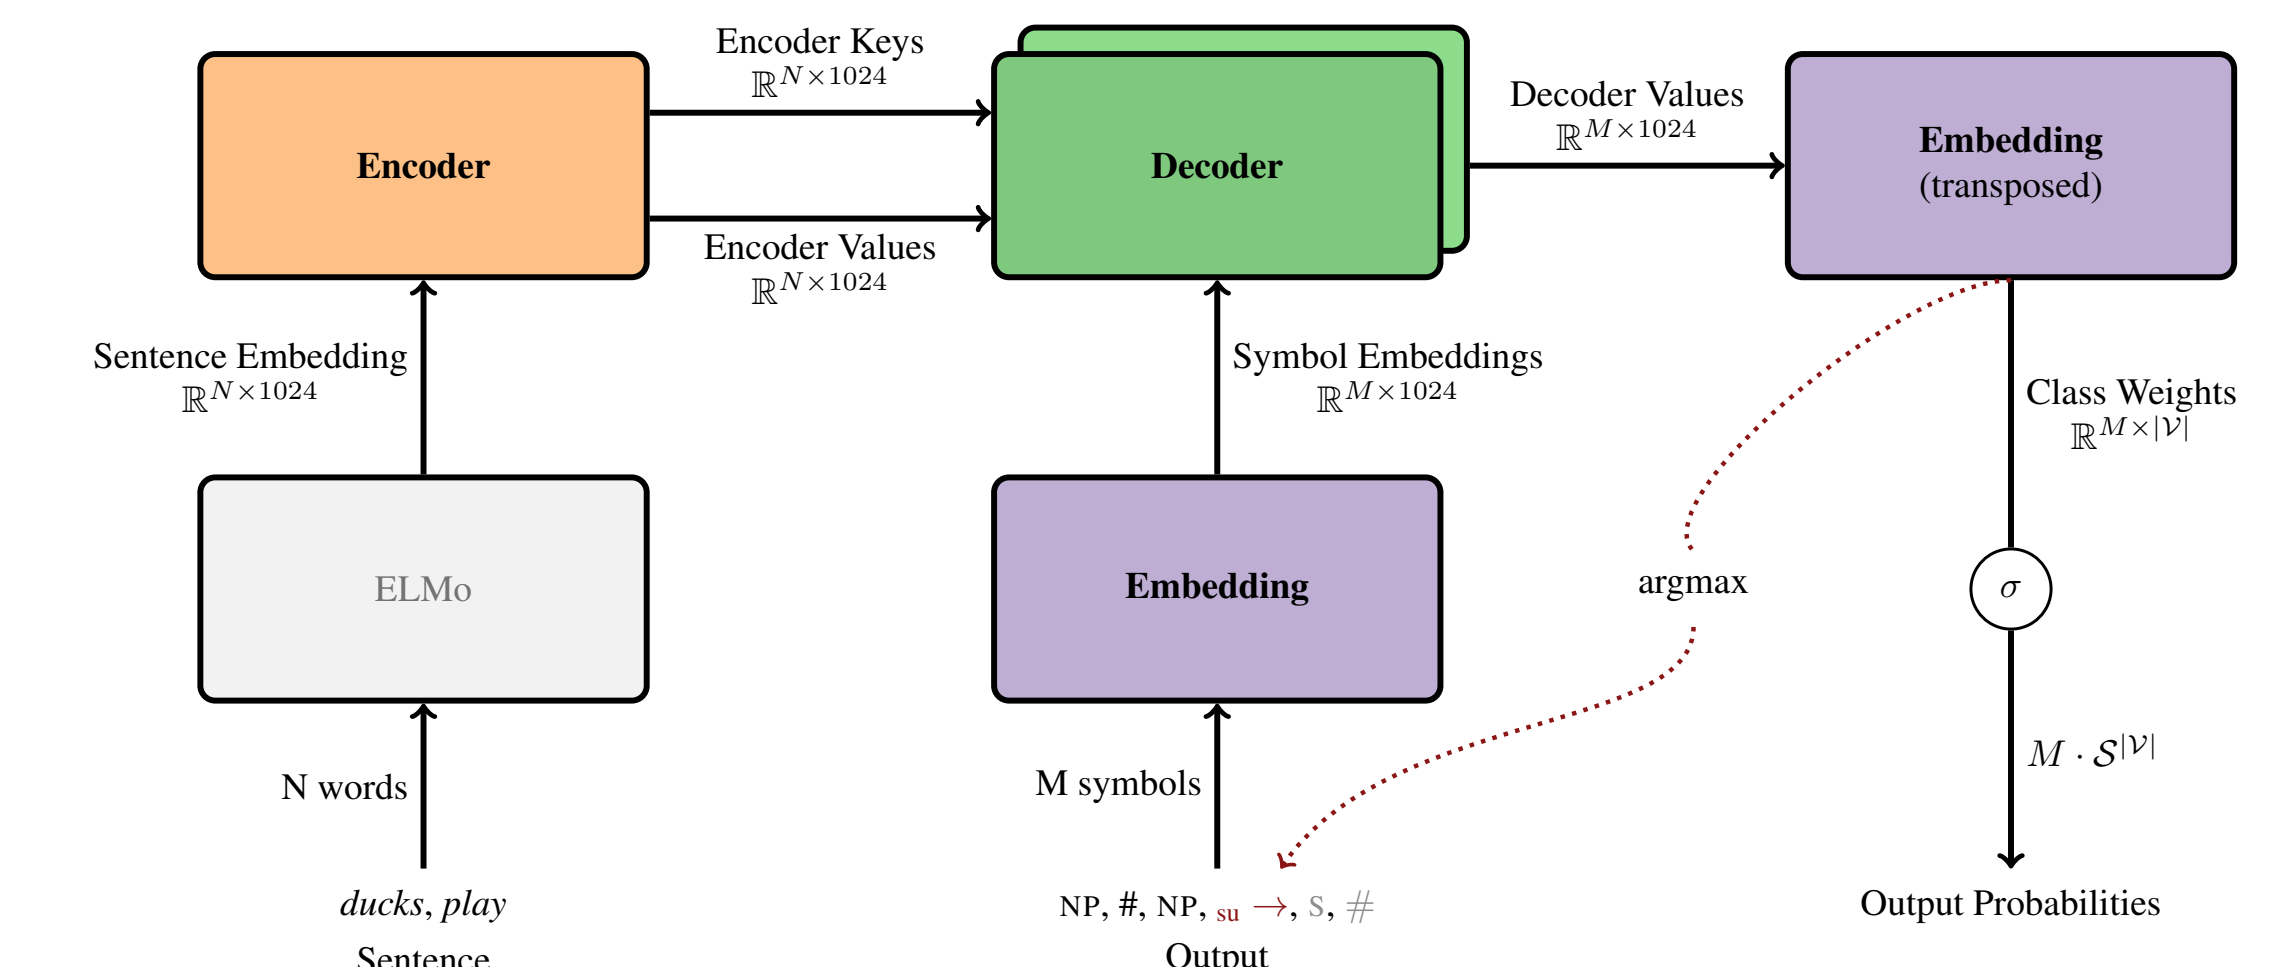 Encoder Keys
ℝ^{N×1024}
Encoder
Encoder Values
ℝ^{N×1024}
Decoder
Decoder Values
ℝ^{M×1024}
Embedding
(transposed)
Sentence Embedding
ℝ^{N×1024}
Symbol Embeddings
ℝ^{M×1024}
Class Weights
ℝ^{M×|𝒱|}
ELMo
Embedding
argmax
σ
N words
M symbols
M · 𝒮^{|𝒱|}
ducks, play
Sentence
NP, #, NP, su →, S, #
Output
Output Probabilities